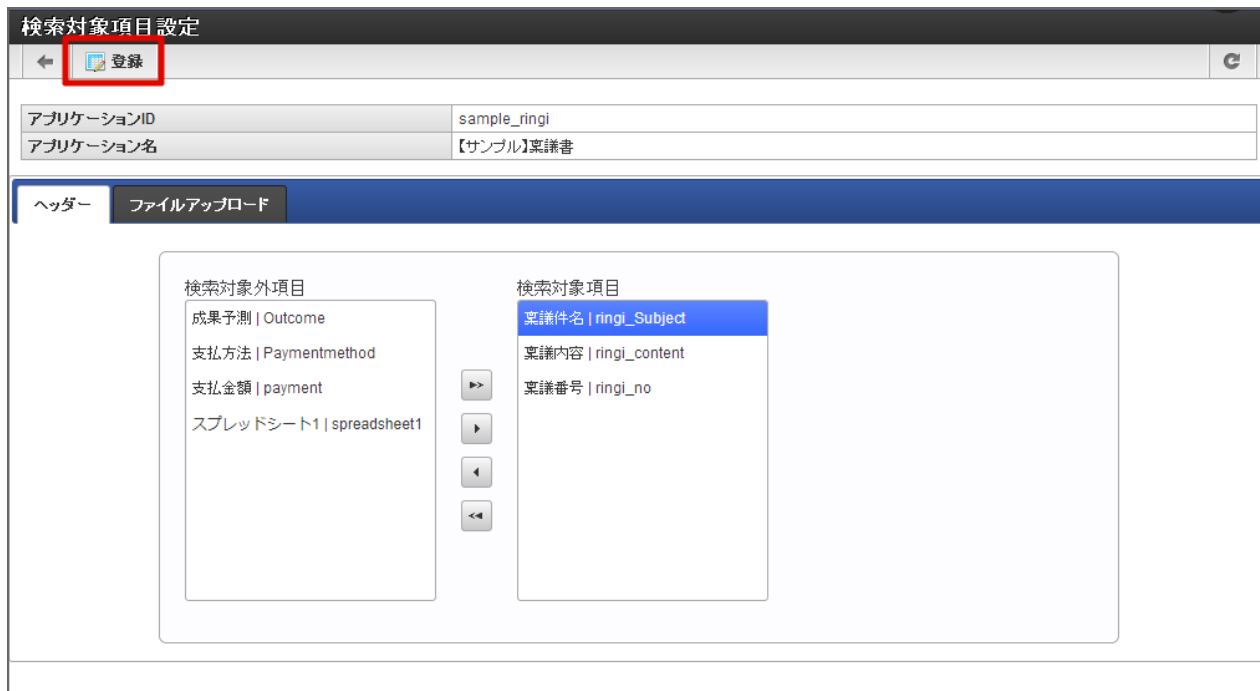 検索対象項目設定
登録
アプリケーションID sample_ringi
アプリケーション名 【サンプル】稟議書
ヘッダー ファイルアップロード
検索対象外項目 検索対象項目
成果予測 | Outcome 稟議件名 | ringi_Subject
支払方法 | Paymentmethod 稟議内容 | ringi_content
支払金額 | payment 稟議番号 | ringi_no
スプレッドシート1 | spreadsheet1